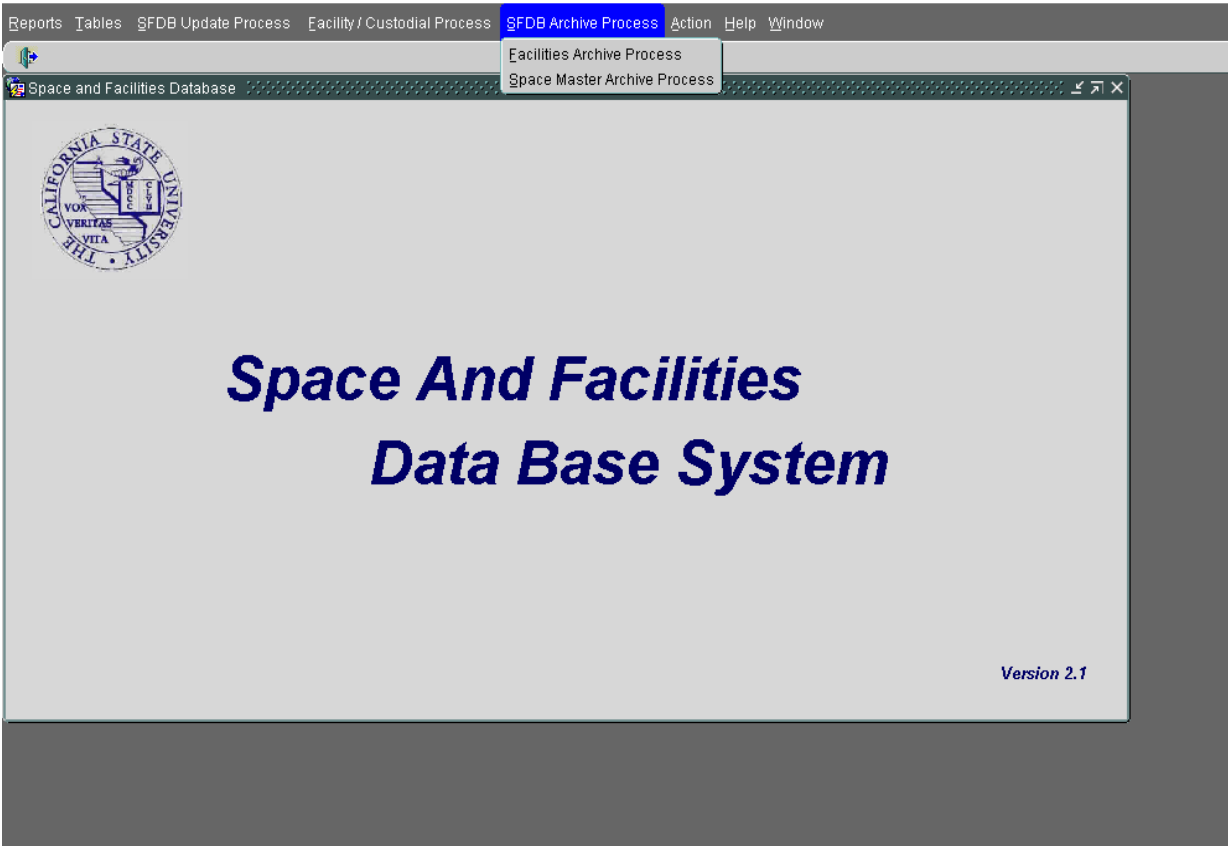 Reports Tables SFDB Update Process Facility / Custodial Process SFDB Archive Process Action Help Window
Facilities Archive Process
Space Master Archive Process
Space and Facilities Database
THE CALIFORNIA STATE UNIVERSITY
VOX
VERITAS
VITA
Space And Facilities
Data Base System
Version 2.1